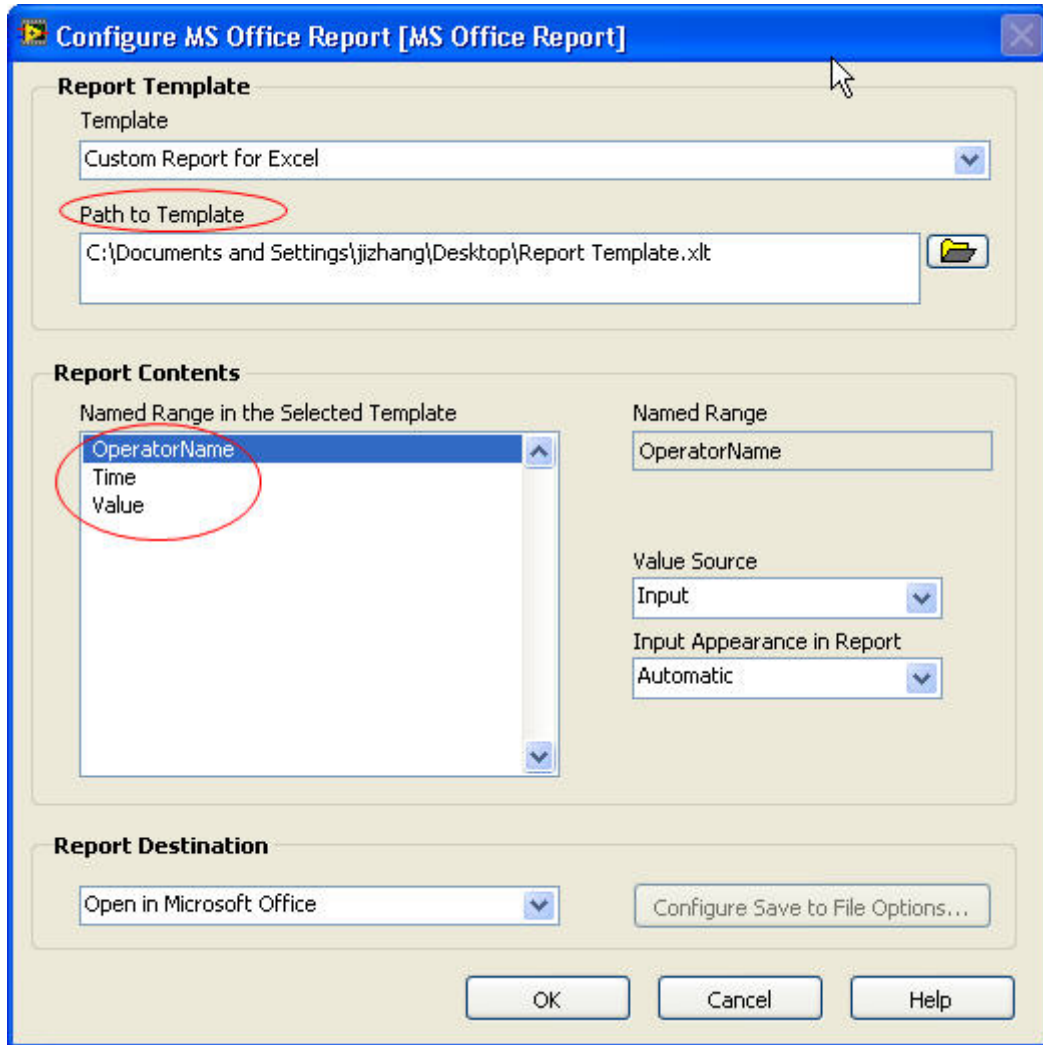 Configure MS Office Report [MS Office Report]
Report Template
Template
Custom Report for Excel
Path to Template
C:\Documents and Settings\jizhang\Desktop\Report Template.xlt
Report Contents
Named Range in the Selected Template
OperatorName
Time
Value
Named Range
OperatorName
Value Source
Input
Input Appearance in Report
Automatic
Report Destination
Open in Microsoft Office
Configure Save to File Options...
OK
Cancel
Help